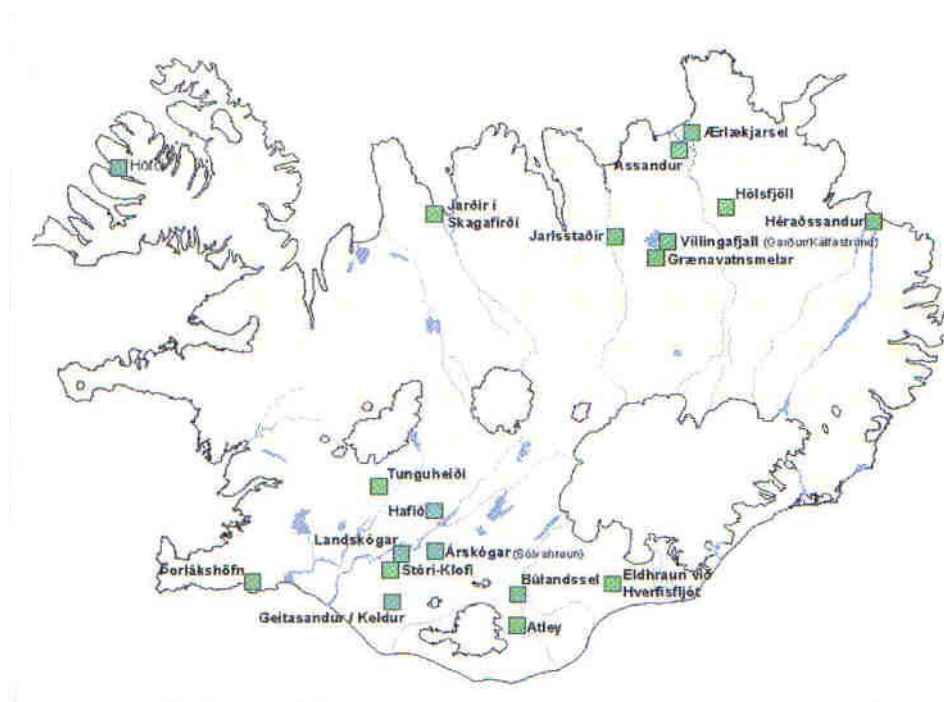 Ærlækjarsel
Assandur
Hólsfjöll
Jarðir í
Skagafirði
Héraðssandur
Jarlsstaðir
Villingafjall (Garður/Kálfaströnd)
Grænavatnsmelar
Tunguheiði
Hafið
Landskógar
Árskógar
Stóri-Klofi
Þorlákshöfn
Búlandssel
Eldhraun við
Hverfisfljót
Geitasandur / Keldur
Atley